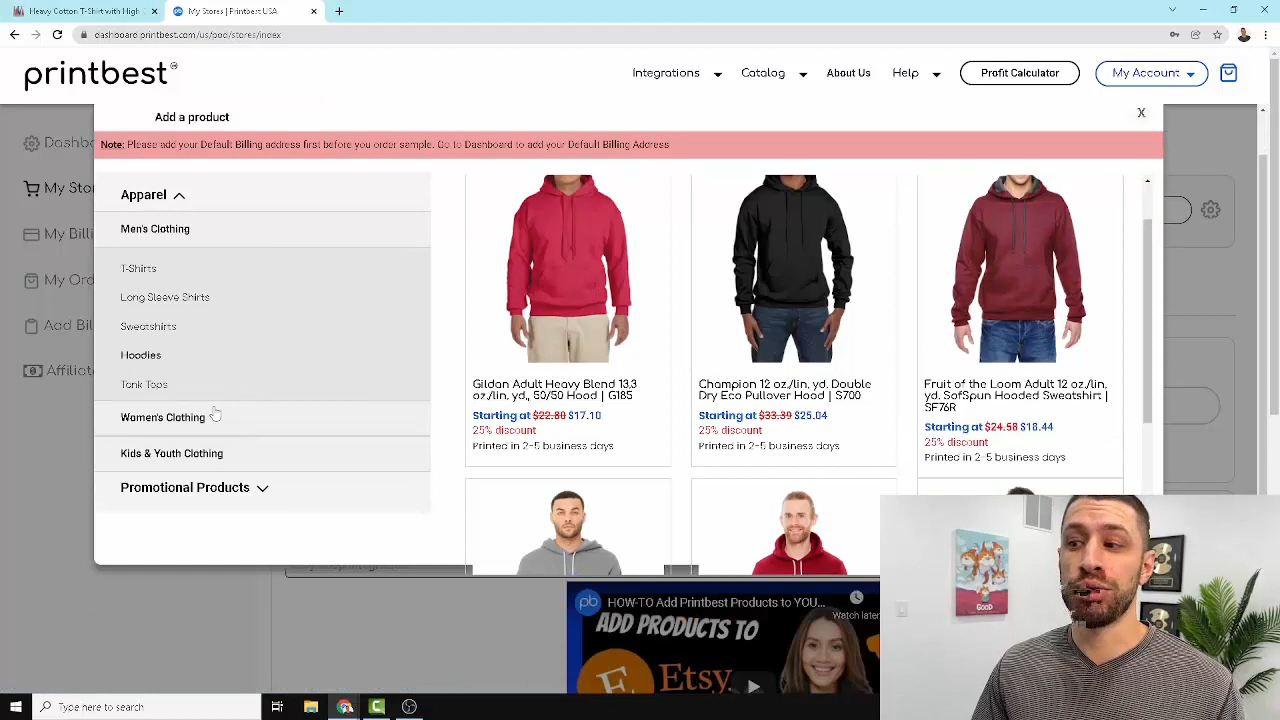 Heavy Cotton T-Shirt with High
My Stores | Printbest USA
dashboard.printbest.com/us/pod/stores/index
printbest
Integrations
Catalog
About Us
Help
Profit Calculator
My Account
Add a product
X
Note: Please add your Default Billing address first before you order sample. Go to Dashboard to add your Default Billing Address
Dashb
My Sto
My Billi
My Ord
Add Bil
Affiliate
Apparel
Men's Clothing
T-Shirts
Long Sleeve Shirts
Sweatshirts
Hoodies
Tank Tops
Women's Clothing
Kids & Youth Clothing
Promotional Products
Gildan Adult Heavy Blend 13.3
oz./lin. yd., 50/50 Hood | G185
Starting at $22.80 $17.10
25% discount
Printed in 2-5 business days
Champion 12 oz./lin. yd. Double
Dry Eco Pullover Hood | S700
Starting at $33.39 $25.04
25% discount
Printed in 2-5 business days
Fruit of the Loom Adult 12 oz./lin.
yd. SofSpun Hooded Sweatshirt |
SF76R
Starting at $24.58 $18.44
25% discount
Printed in 2-5 business days
pb
HOW-TO Add Printbest Products to YOU...
Watch later
ADD PRODUCTS TO
E
Etsy
GOOD
Type here to search